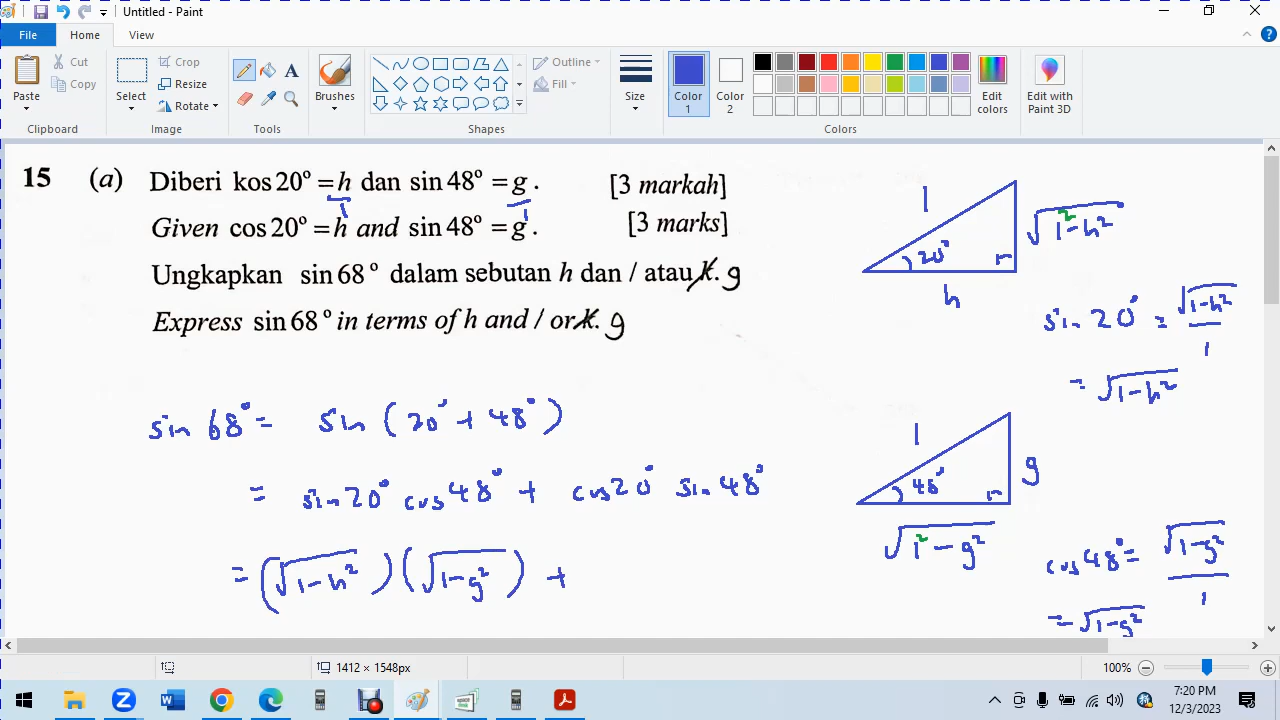 Untitled - Paint
File Home View
Paste Cut Copy Clipboard
Select Crop Resize Rotate Image
Tools
Brushes
Outline Fill Shapes
Size
Color 1 Color 2 Edit colors Colors
Edit with Paint 3D
15 (a) Diberi kos 20° = h dan sin 48° = g. [3 markah]
1 1
Given cos 20° = h and sin 48° = g. [3 marks]
Ungkapkan sin 68° dalam sebutan h dan / atau k. g
Express sin 68° in terms of h and / or k. g
sin 68° = sin (20° + 48°)
= sin 20° cos 48° + cos 20° sin 48°
= (√1-h²)(√1-g²) +
1
√1²-h²
20°
h
sin 20° = √1-h² / 1
= √1-h²
1
g
48°
√1²-g²
cos 48° = √1-g² / 1
= √1-g²
1412 × 1548px
100%
7:20 PM
12/3/2023